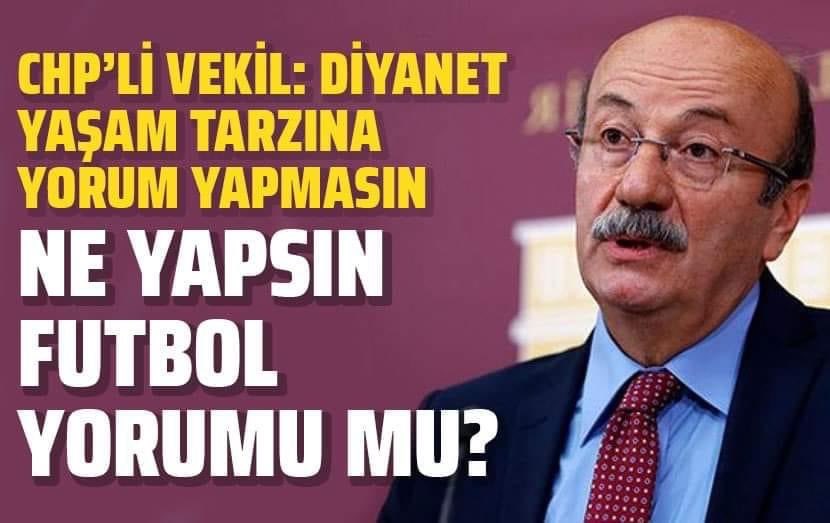 CHP’Lİ VEKİL: DİYANET
YAŞAM TARZINA
YORUM YAPMASIN
NE YAPSIN
FUTBOL
YORUMU MU?